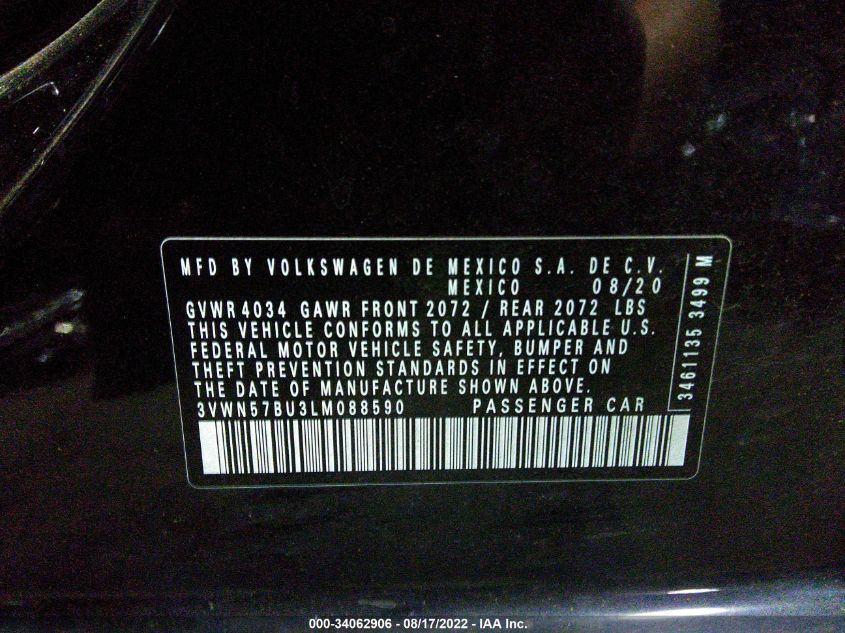 MFD BY VOLKSWAGEN DE MEXICO S.A. DE C.V.
MEXICO 08/20
GVWR 4034 GAWR FRONT 2072 / REAR 2072 LBS
THIS VEHICLE CONFORMS TO ALL APPLICABLE U.S.
FEDERAL MOTOR VEHICLE SAFETY, BUMPER AND
THEFT PREVENTION STANDARDS IN EFFECT ON
THE DATE OF MANUFACTURE SHOWN ABOVE.
3VWN57BU3LM088590 PASSENGER CAR
3461135 3499 M
000-34062906 - 08/17/2022 - IAA Inc.